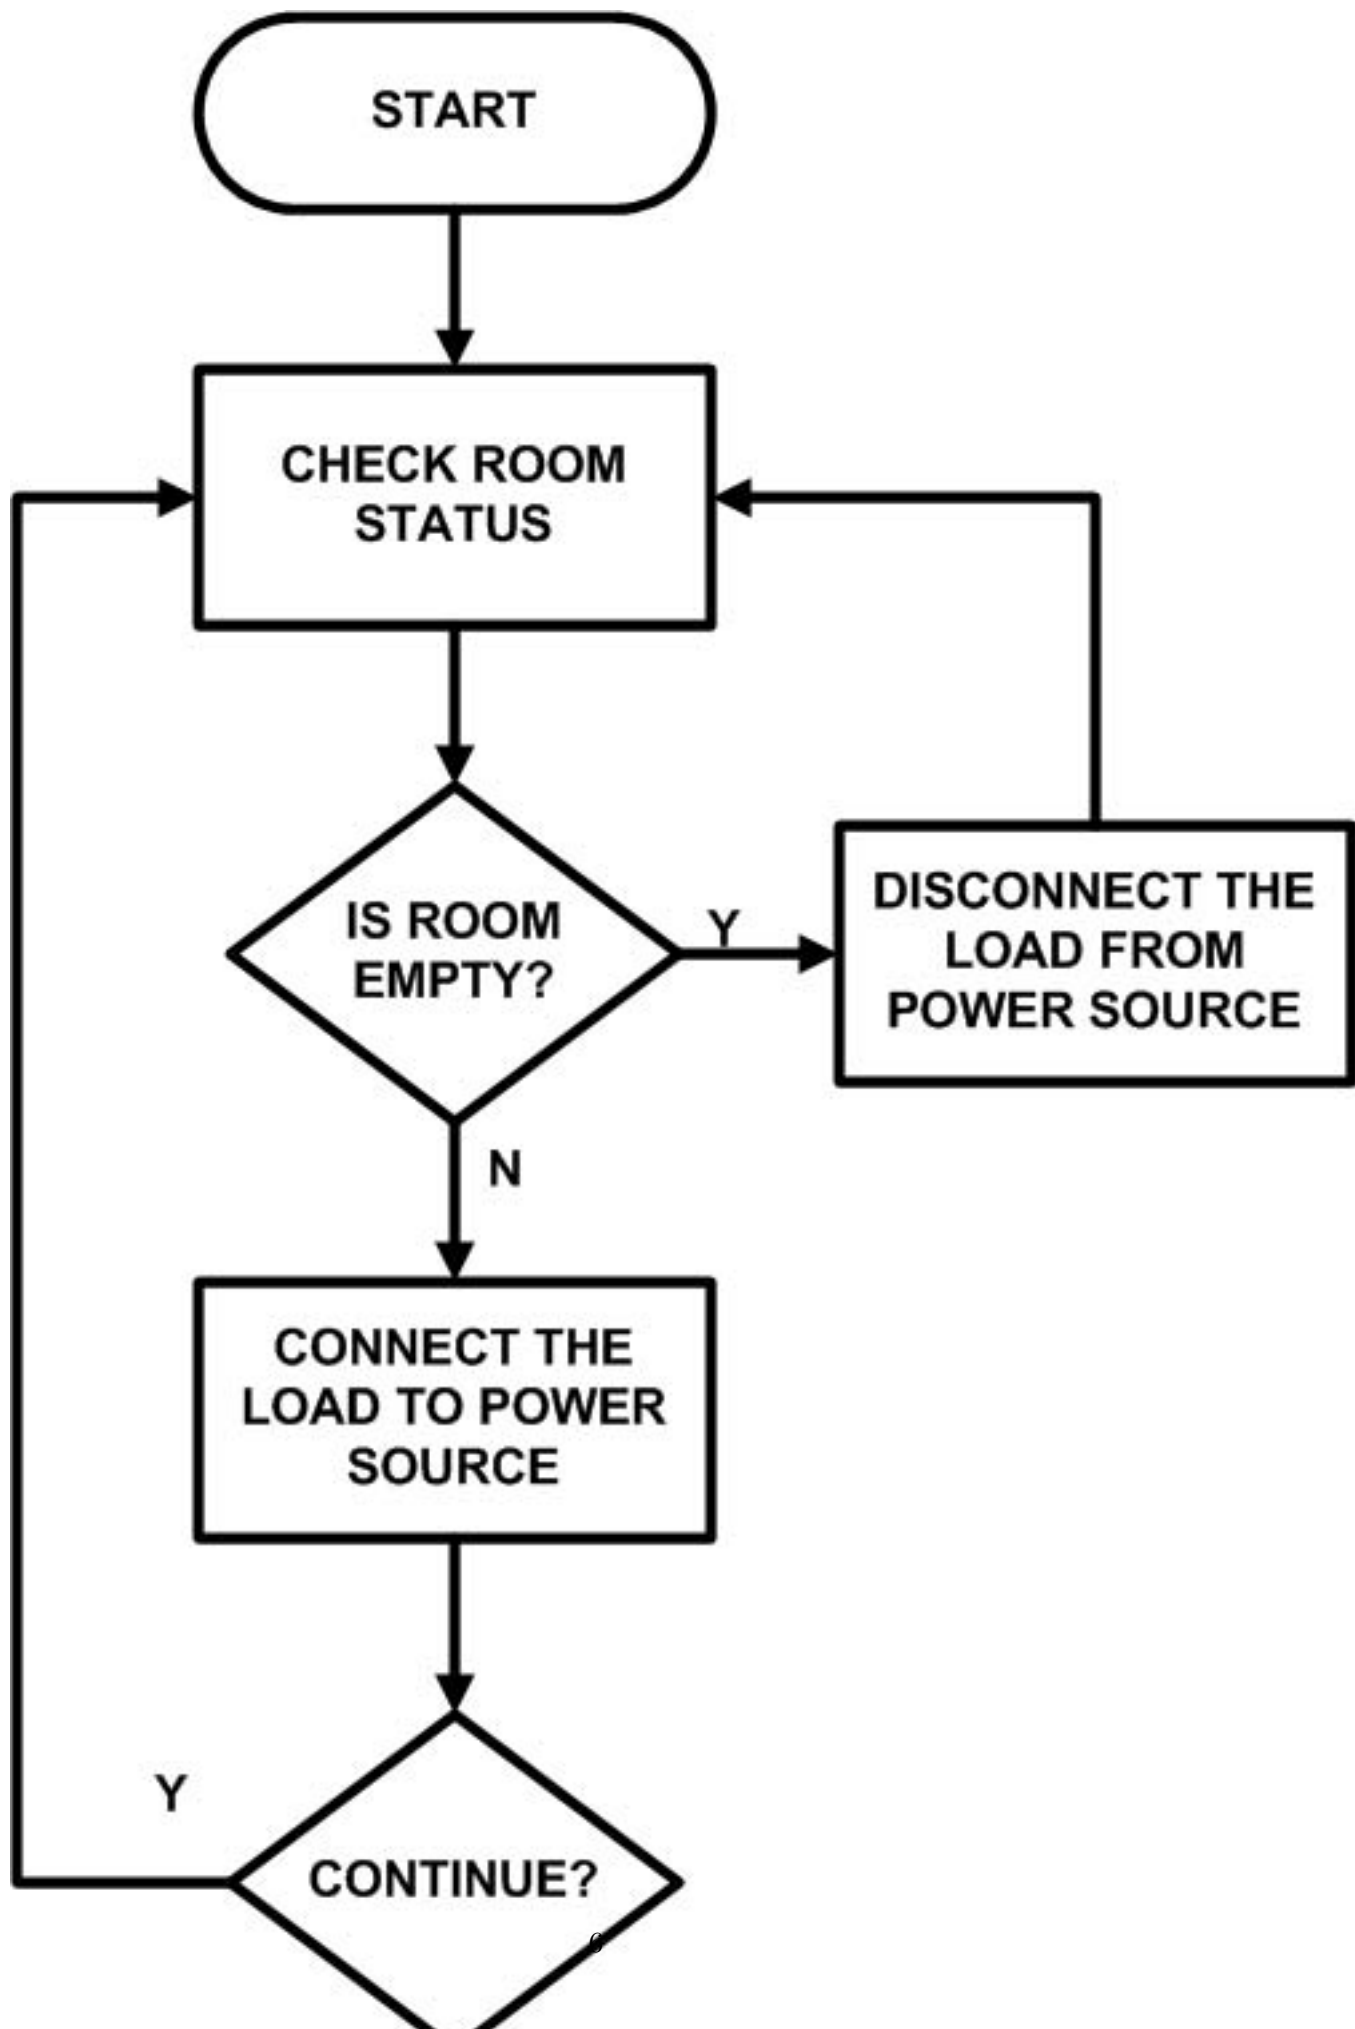 START
CHECK ROOM
STATUS
IS ROOM
EMPTY?
Y
DISCONNECT THE
LOAD FROM
POWER SOURCE
N
CONNECT THE
LOAD TO POWER
SOURCE
Y
CONTINUE?
6